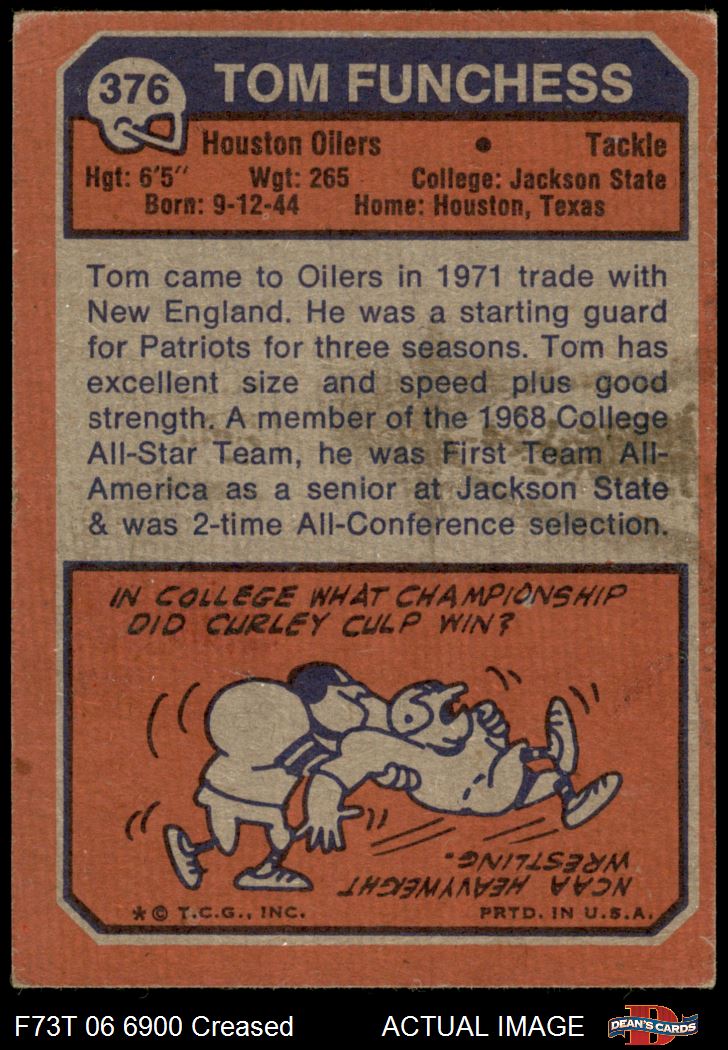 376
TOM FUNCHESS
Houston Oilers • Tackle
Hgt: 6'5" Wgt: 265 College: Jackson State
Born: 9-12-44 Home: Houston, Texas
Tom came to Oilers in 1971 trade with
New England. He was a starting guard
for Patriots for three seasons. Tom has
excellent size and speed plus good
strength. A member of the 1968 College
All-Star Team, he was First Team All-
America as a senior at Jackson State
& was 2-time All-Conference selection.
IN COLLEGE WHAT CHAMPIONSHIP
DID CURLEY CULP WIN?
NCAA HEAVYWEIGHT
WRESTLING.
* © T.C.G., INC. PRTD. IN U.S.A.
F73T 06 6900 Creased ACTUAL IMAGE
D
DEAN'S CARDS